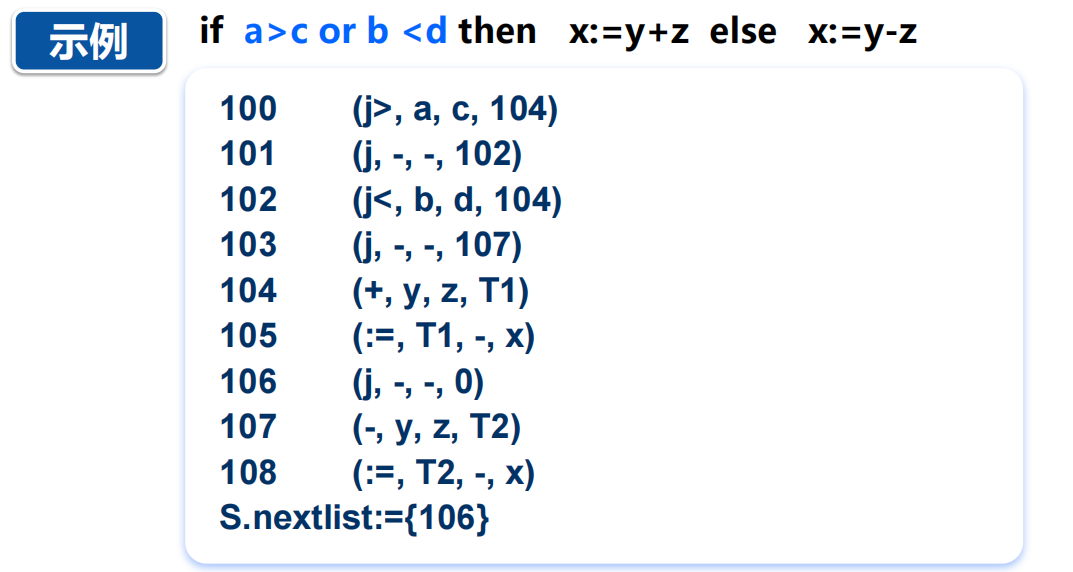 示例
if a>c or b <d then x:=y+z else x:=y-z
100 (j>, a, c, 104)
101 (j, -, -, 102)
102 (j<, b, d, 104)
103 (j, -, -, 107)
104 (+, y, z, T1)
105 (:=, T1, -, x)
106 (j, -, -, 0)
107 (-, y, z, T2)
108 (:=, T2, -, x)
S.nextlist:={106}